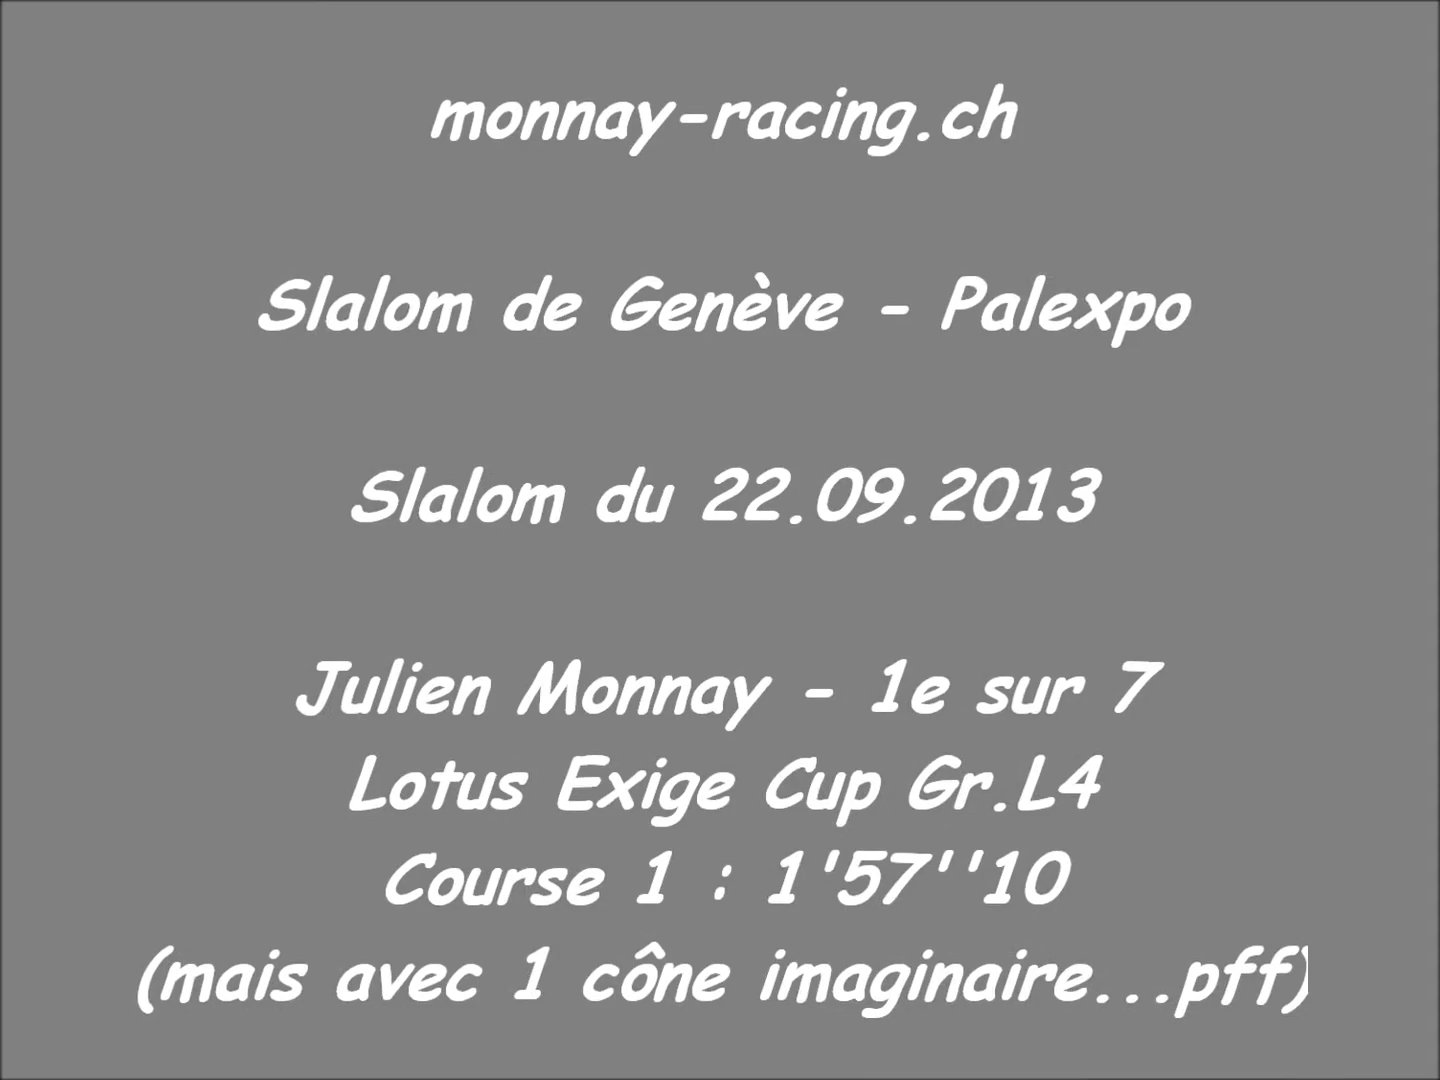 monnay-racing.ch
Slalom de Genève - Palexpo
Slalom du 22.09.2013
Julien Monnay - 1e sur 7
Lotus Exige Cup Gr.L4
Course 1 : 1'57''10
(mais avec 1 cône imaginaire...pff)